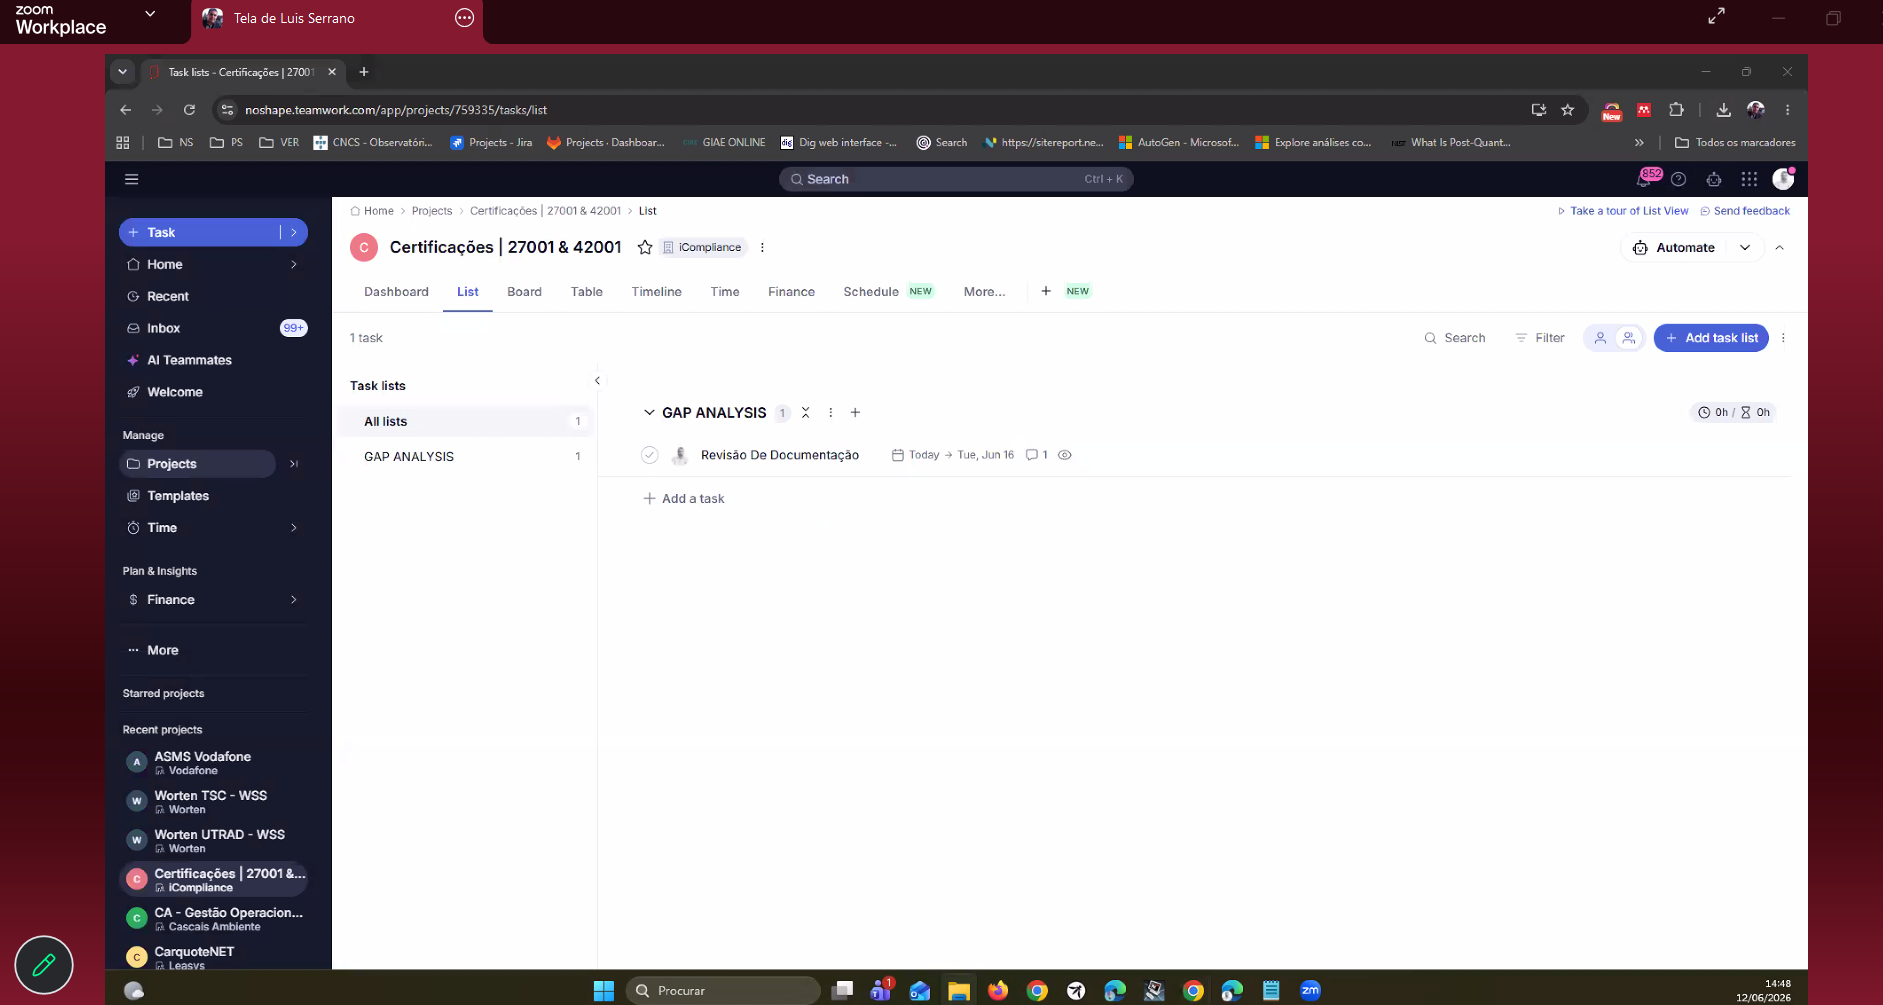 zoom
Workplace
Tela de Luis Serrano
Task lists - Certificações | 27001
noshape.teamwork.com/app/projects/759335/tasks/list
New
NS
PS
VER
CNCS - Observatóri...
Projects - Jira
Projects · Dashboar...
GIAE ONLINE
Dig web interface -...
Search
https://sitereport.ne...
AutoGen - Microsof...
Explore análises co...
What Is Post-Quant...
Todos os marcadores
Search
Ctrl + K
852
Task
Home
Recent
Inbox
99+
AI Teammates
Welcome
Manage
Projects
Templates
Time
Plan & Insights
Finance
More
Starred projects
Recent projects
A
ASMS Vodafone
Vodafone
W
Worten TSC - WSS
Worten
W
Worten UTRAD - WSS
Worten
C
Certificações | 27001 &...
iCompliance
C
CA - Gestão Operacion...
Cascais Ambiente
C
CarquoteNET
Leasys
Home
Projects
Certificações | 27001 & 42001
List
Take a tour of List View
Send feedback
C
Certificações | 27001 & 42001
iCompliance
Automate
Dashboard
List
Board
Table
Timeline
Time
Finance
Schedule
NEW
More...
NEW
1 task
Search
Filter
Add task list
Task lists
All lists
1
GAP ANALYSIS
1
GAP ANALYSIS
1
0h / 0h
Revisão De Documentação
Today → Tue, Jun 16
1
Add a task
Procurar
1
zm
14:48
12/06/2026